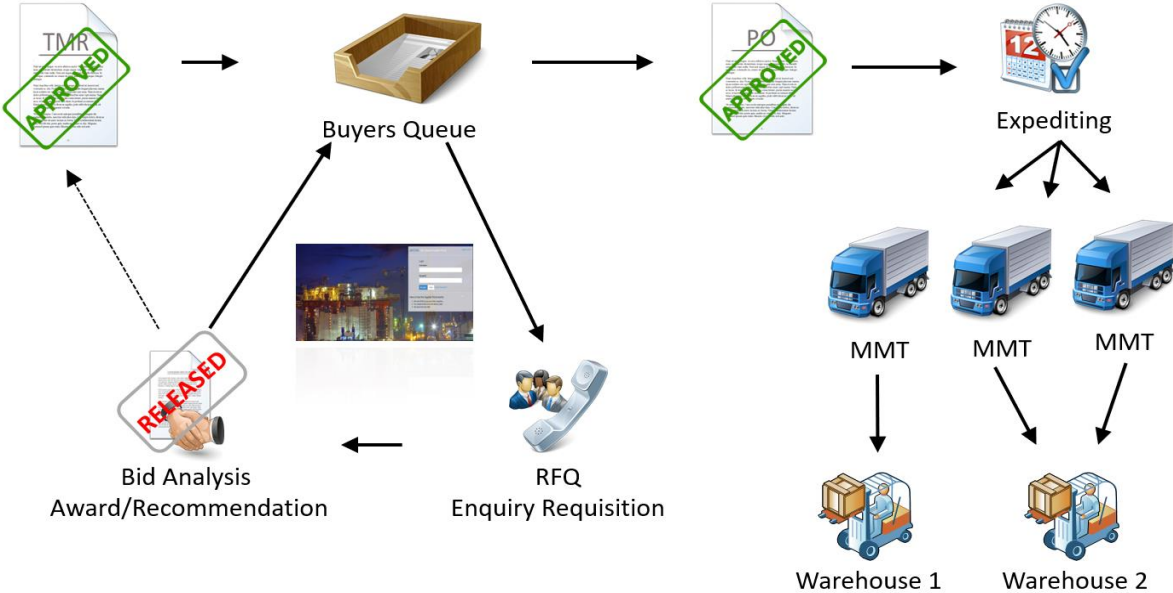 TMR
APPROVED
Buyers Queue
PO
APPROVED
12
Expediting
MMT
MMT
MMT
RELEASED
Bid Analysis
Award/Recommendation
RFQ
Enquiry Requisition
Warehouse 1
Warehouse 2